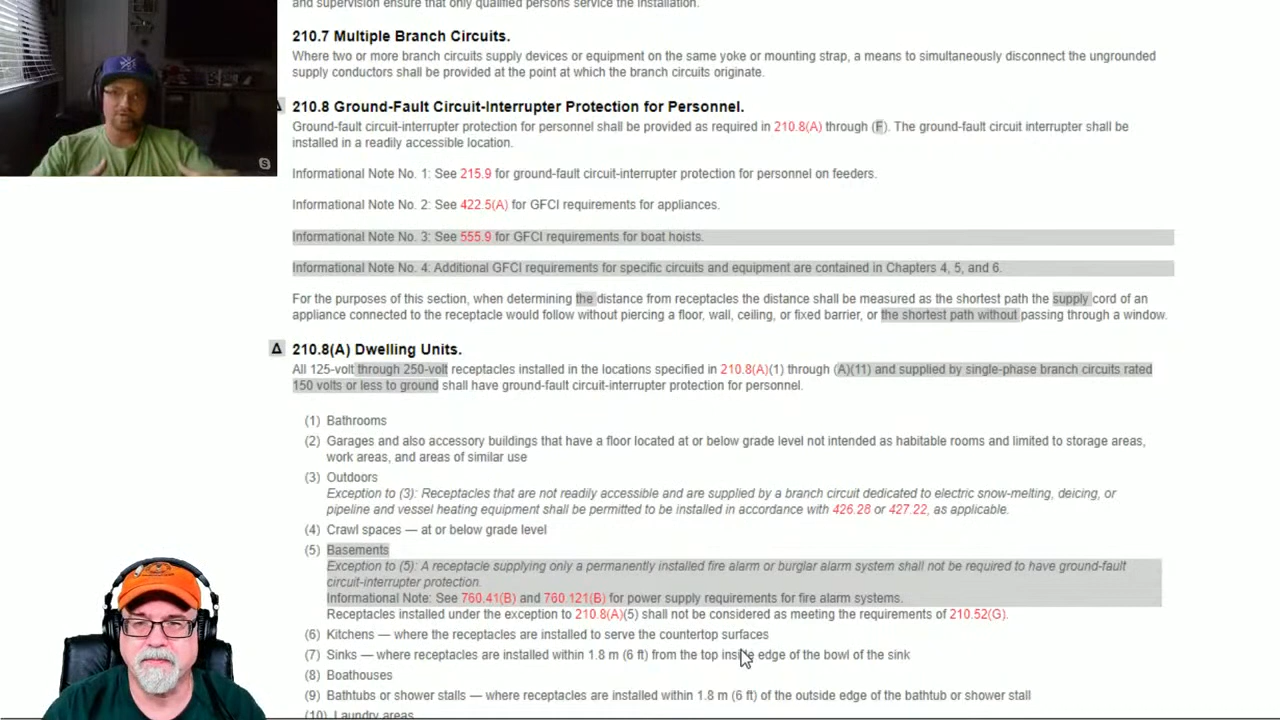 and supervision ensure that only qualified persons service the installation.
210.7 Multiple Branch Circuits.
Where two or more branch circuits supply devices or equipment on the same yoke or mounting strap, a means to simultaneously disconnect the ungrounded
supply conductors shall be provided at the point at which the branch circuits originate.
Δ 210.8 Ground-Fault Circuit-Interrupter Protection for Personnel.
Ground-fault circuit-interrupter protection for personnel shall be provided as required in 210.8(A) through (F). The ground-fault circuit interrupter shall be
installed in a readily accessible location.
Informational Note No. 1: See 215.9 for ground-fault circuit-interrupter protection for personnel on feeders.
Informational Note No. 2: See 422.5(A) for GFCI requirements for appliances.
Informational Note No. 3: See 555.9 for GFCI requirements for boat hoists.
Informational Note No. 4: Additional GFCI requirements for specific circuits and equipment are contained in Chapters 4, 5, and 6.
For the purposes of this section, when determining the distance from receptacles the distance shall be measured as the shortest path the supply cord of an
appliance connected to the receptacle would follow without piercing a floor, wall, ceiling, or fixed barrier, or the shortest path without passing through a window.
Δ 210.8(A) Dwelling Units.
All 125-volt through 250-volt receptacles installed in the locations specified in 210.8(A)(1) through (A)(11) and supplied by single-phase branch circuits rated
150 volts or less to ground shall have ground-fault circuit-interrupter protection for personnel.
(1) Bathrooms
(2) Garages and also accessory buildings that have a floor located at or below grade level not intended as habitable rooms and limited to storage areas,
work areas, and areas of similar use
(3) Outdoors
Exception to (3): Receptacles that are not readily accessible and are supplied by a branch circuit dedicated to electric snow-melting, deicing, or
pipeline and vessel heating equipment shall be permitted to be installed in accordance with 426.28 or 427.22, as applicable.
(4) Crawl spaces — at or below grade level
(5) Basements
Exception to (5): A receptacle supplying only a permanently installed fire alarm or burglar alarm system shall not be required to have ground-fault
circuit-interrupter protection.
Informational Note: See 760.41(B) and 760.121(B) for power supply requirements for fire alarm systems.
Receptacles installed under the exception to 210.8(A)(5) shall not be considered as meeting the requirements of 210.52(G).
(6) Kitchens — where the receptacles are installed to serve the countertop surfaces
(7) Sinks — where receptacles are installed within 1.8 m (6 ft) from the top inside edge of the bowl of the sink
(8) Boathouses
(9) Bathtubs or shower stalls — where receptacles are installed within 1.8 m (6 ft) of the outside edge of the bathtub or shower stall
(10) Laundry areas